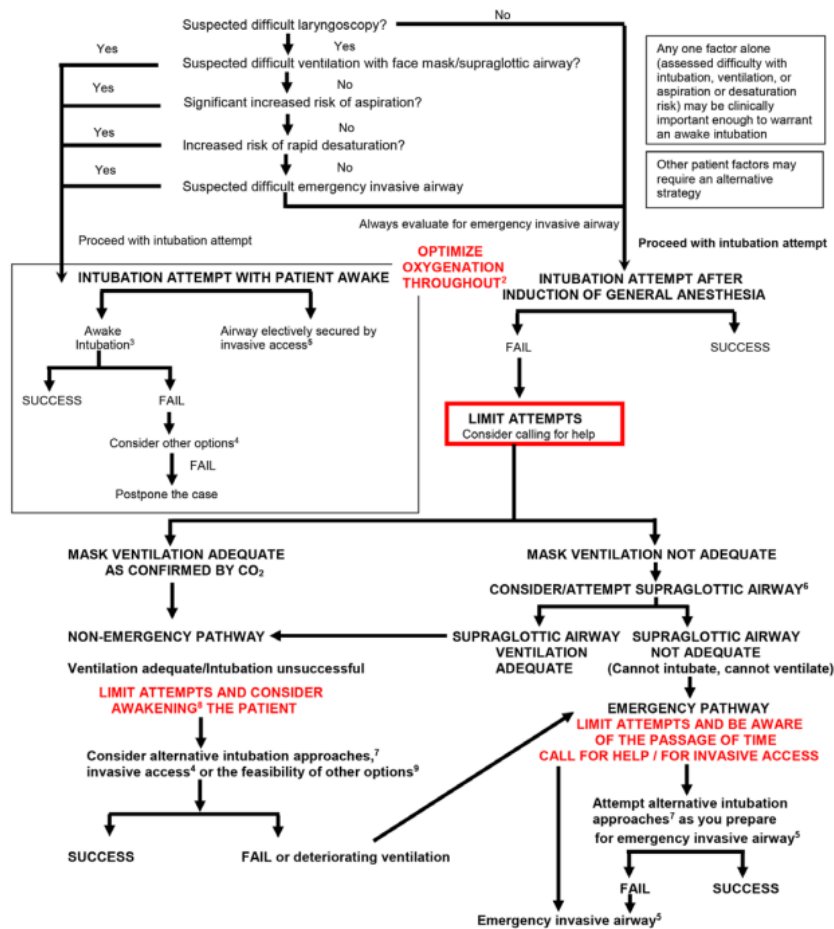 Suspected difficult laryngoscopy?
No
Yes
Yes
Suspected difficult ventilation with face mask/supraglottic airway?
No
Yes
Significant increased risk of aspiration?
No
Yes
Increased risk of rapid desaturation?
No
Yes
Suspected difficult emergency invasive airway
Any one factor alone
(assessed difficulty with
intubation, ventilation, or
aspiration or desaturation
risk) may be clinically
important enough to warrant
an awake intubation
Other patient factors may
require an alternative
strategy
Always evaluate for emergency invasive airway
Proceed with intubation attempt
Proceed with intubation attempt
OPTIMIZE
OXYGENATION
THROUGHOUT²
INTUBATION ATTEMPT WITH PATIENT AWAKE
Awake
Intubation³
Airway electively secured by
invasive access⁵
SUCCESS
FAIL
Consider other options⁴
FAIL
Postpone the case
INTUBATION ATTEMPT AFTER
INDUCTION OF GENERAL ANESTHESIA
FAIL
SUCCESS
LIMIT ATTEMPTS
Consider calling for help
MASK VENTILATION ADEQUATE
AS CONFIRMED BY CO₂
MASK VENTILATION NOT ADEQUATE
CONSIDER/ATTEMPT SUPRAGLOTTIC AIRWAY⁶
NON-EMERGENCY PATHWAY
SUPRAGLOTTIC AIRWAY
VENTILATION
ADEQUATE
SUPRAGLOTTIC AIRWAY
NOT ADEQUATE
(Cannot intubate, cannot ventilate)
Ventilation adequate/Intubation unsuccessful
LIMIT ATTEMPTS AND CONSIDER
AWAKENING⁸ THE PATIENT
EMERGENCY PATHWAY
LIMIT ATTEMPTS AND BE AWARE
OF THE PASSAGE OF TIME
CALL FOR HELP / FOR INVASIVE ACCESS
Consider alternative intubation approaches,⁷
invasive access⁴ or the feasibility of other options⁹
Attempt alternative intubation
approaches⁷ as you prepare
for emergency invasive airway⁵
SUCCESS
FAIL or deteriorating ventilation
FAIL
SUCCESS
Emergency invasive airway⁵